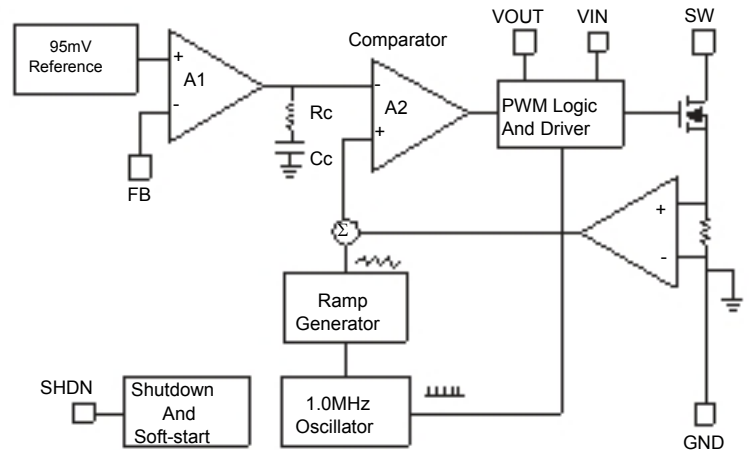 VOUT
VIN
SW
95mV
Reference
Comparator
+
A1
-
-
A2
+
Rc
Cc
PWM Logic
And Driver
FB
+
-
Σ
Ramp
Generator
SHDN
Shutdown
And
Soft-start
1.0MHz
Oscillator
GND